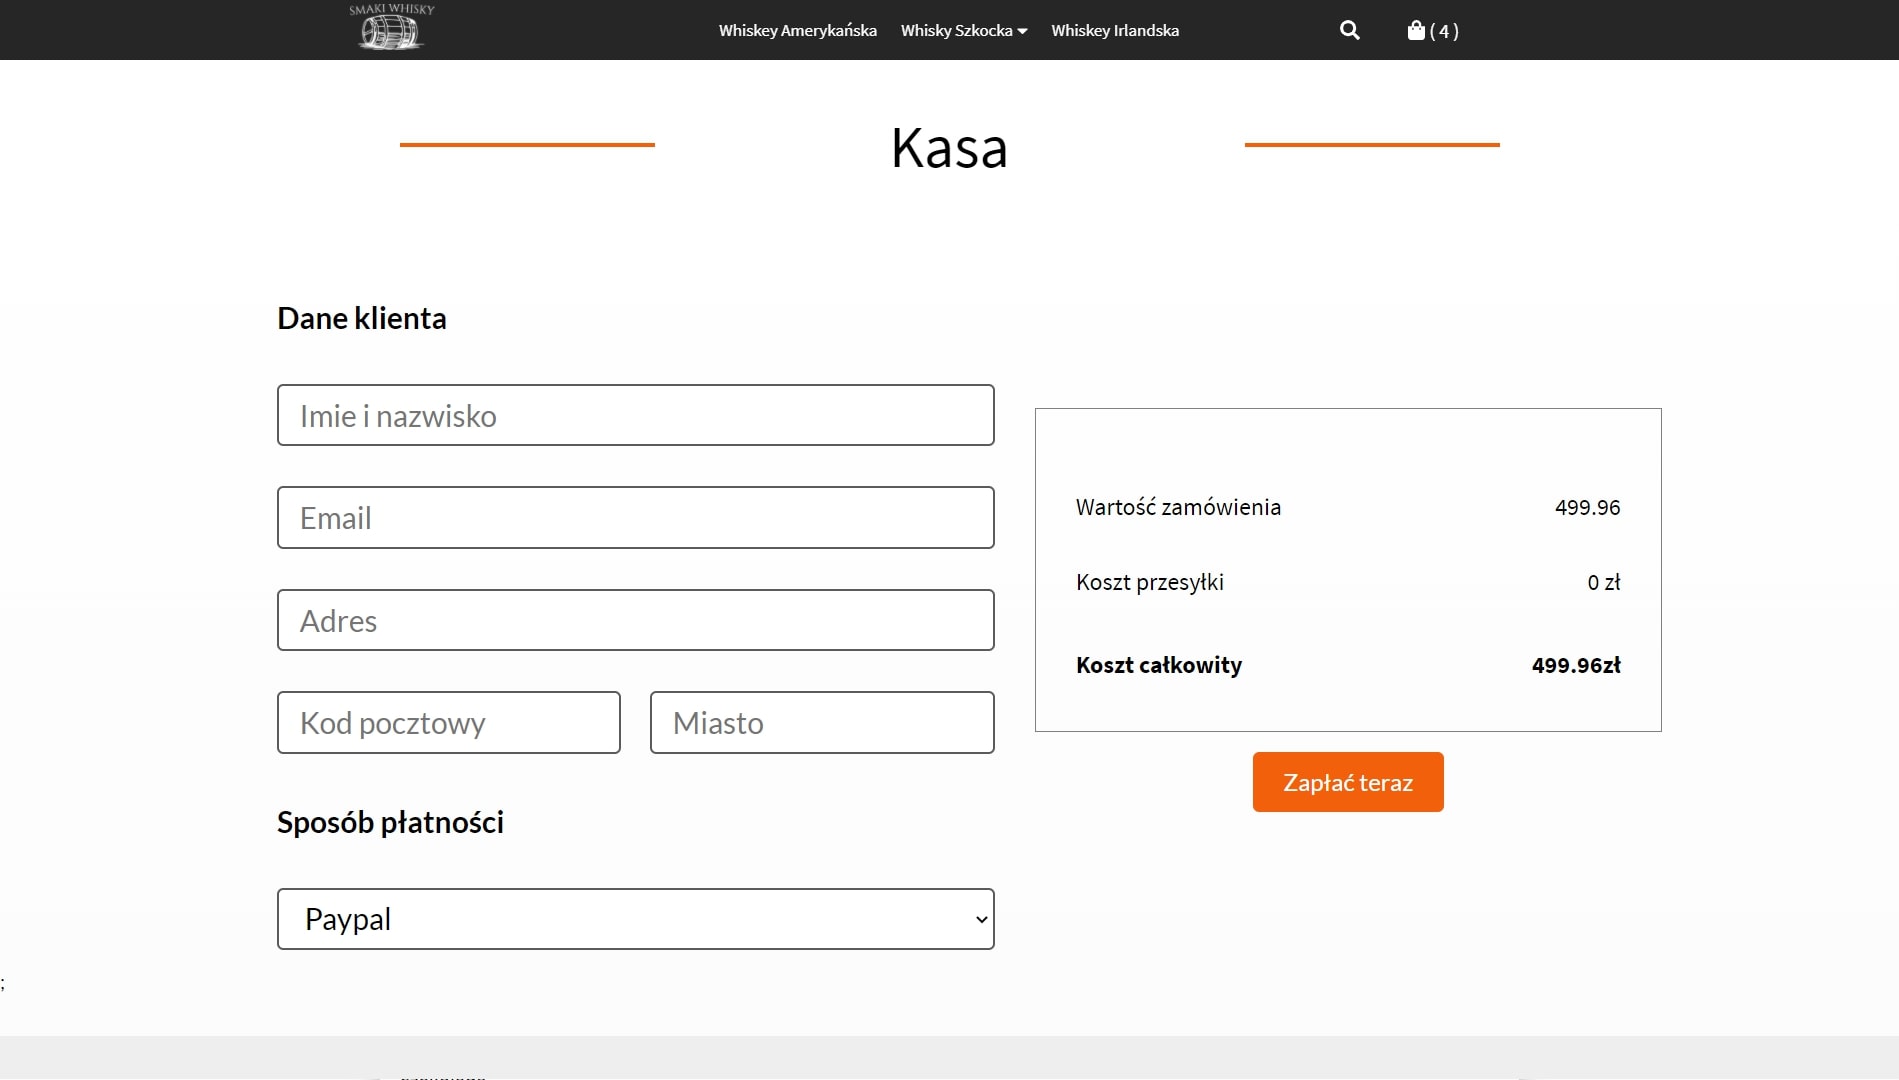 SMAKI WHISKY
Whiskey Amerykańska
Whisky Szkocka
Whiskey Irlandska
( 4 )
Kasa
Dane klienta
Imie i nazwisko
Email
Adres
Kod pocztowy
Miasto
Sposób płatności
Paypal
Wartość zamówienia 499.96
Koszt przesyłki 0 zł
Koszt całkowity 499.96zł
Zapłać teraz
;